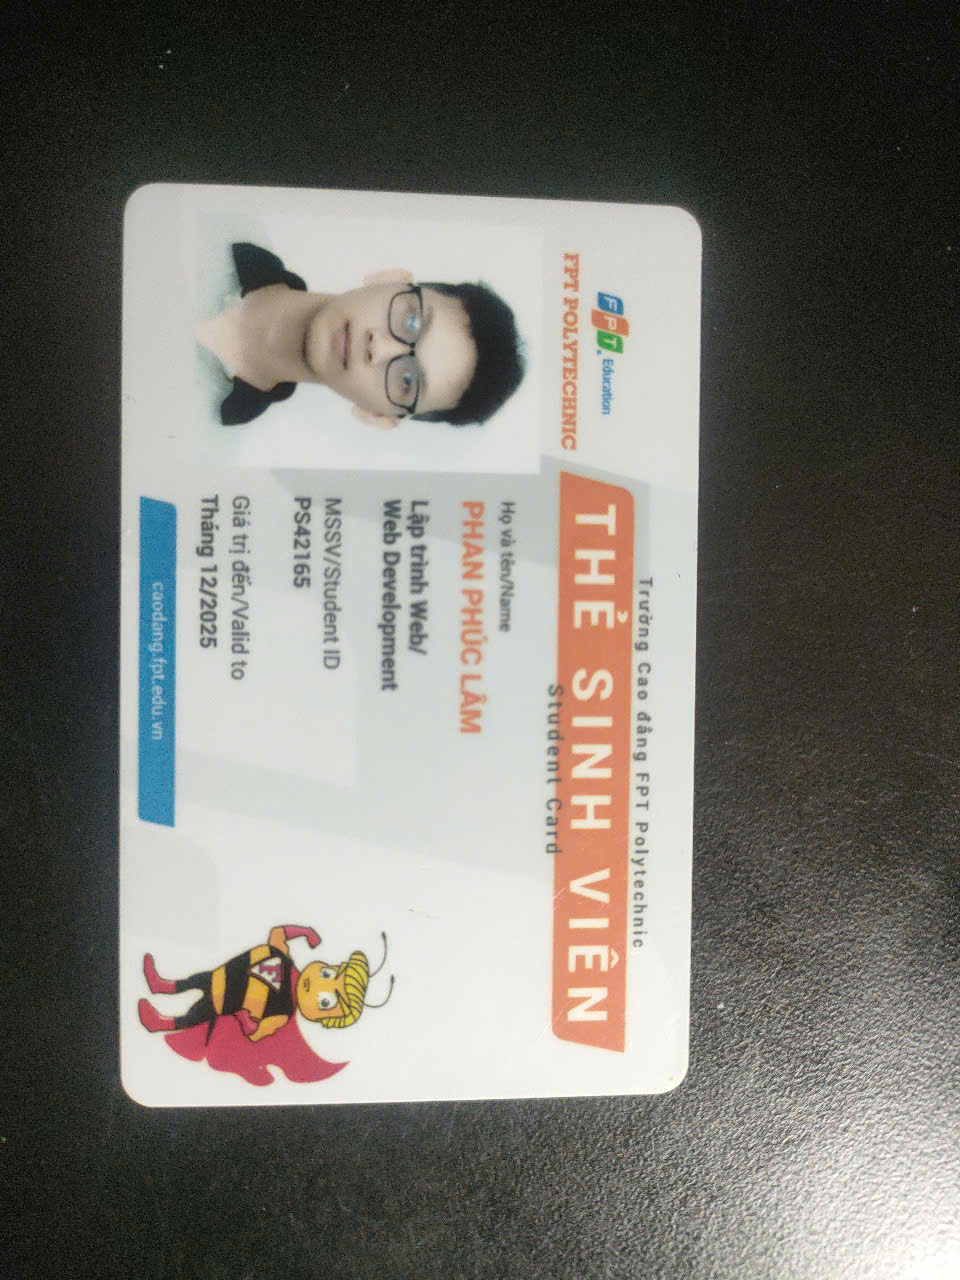 Trường Cao đẳng FPT Polytechnic
FPT Education
FPT POLYTECHNIC
THẺ SINH VIÊN
Student Card
Họ và tên/Name
PHAN PHÚC LÂM
Lập trình Web/
Web Development
MSSV/Student ID
PS42165
Giá trị đến/Valid to
Tháng 12/2025
caodang.fpt.edu.vn
F